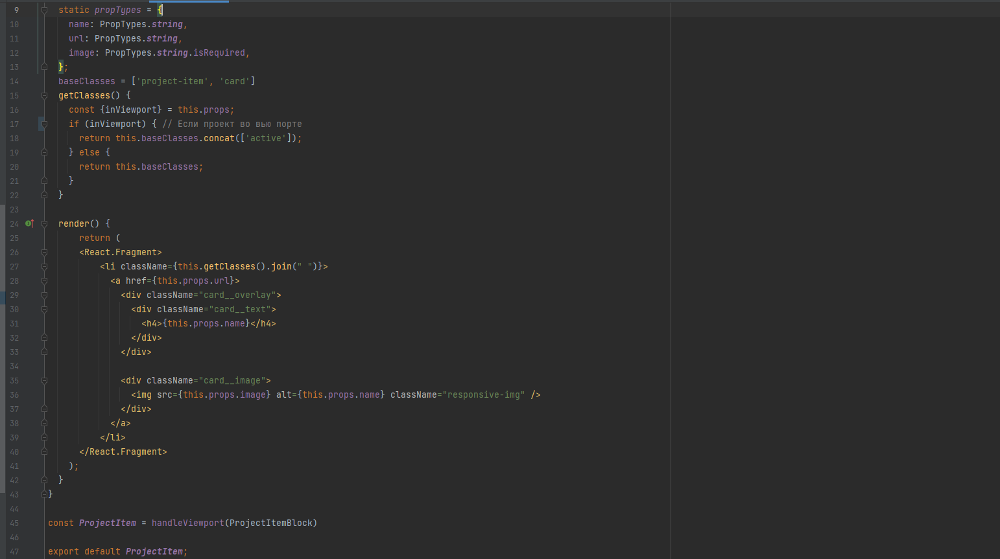 9 static propTypes = {
10 name: PropTypes.string,
11 url: PropTypes.string,
12 image: PropTypes.string.isRequired,
13 };
14 baseClasses = ['project-item', 'card']
15 getClasses() {
16 const {inViewport} = this.props;
17 if (inViewport) { // Если проект во вью порте
18 return this.baseClasses.concat(['active']);
19 } else {
20 return this.baseClasses;
21 }
22 }
23
24 render() {
25 return (
26 <React.Fragment>
27 <li className={this.getClasses().join(" ")}>
28 <a href={this.props.url}>
29 <div className="card__overlay">
30 <div className="card__text">
31 <h4>{this.props.name}</h4>
32 </div>
33 </div>
34
35 <div className="card__image">
36 <img src={this.props.image} alt={this.props.name} className="responsive-img" />
37 </div>
38 </a>
39 </li>
40 </React.Fragment>
41 );
42 }
43 }
44
45 const ProjectItem = handleViewport(ProjectItemBlock)
46
47 export default ProjectItem;